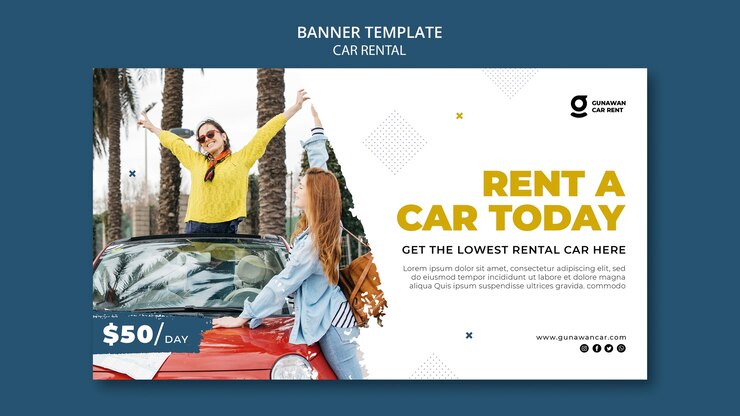 BANNER TEMPLATE
CAR RENTAL
GUNAWAN
CAR RENT
RENT A
CAR TODAY
GET THE LOWEST RENTAL CAR HERE
Lorem ipsum dolor sit amet, consectetur adipiscing elit, sed
do eiusmod tempor incididunt ut labore et dolore magna
aliqua Quis ipsum suspendisse ultrices gravida. commodo
$50/DAY
www.gunawancar.com